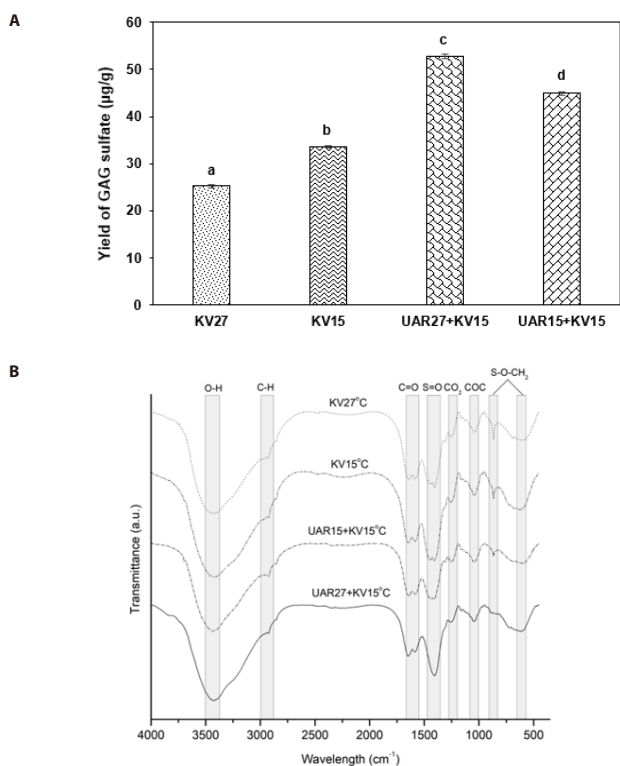 A
Yield of GAG sulfate (µg/g)
60
50
40
30
20
10
0
a
b
c
d
KV27 KV15 UAR27+KV15 UAR15+KV15
B
O-H C-H C=O S=O CO2 COC S-O-CH2
KV27°C
KV15°C
UAR15+KV15°C
UAR27+KV15°C
Transmittance (a.u.)
4000 3500 3000 2500 2000 1500 1000 500
Wavelength (cm-1)